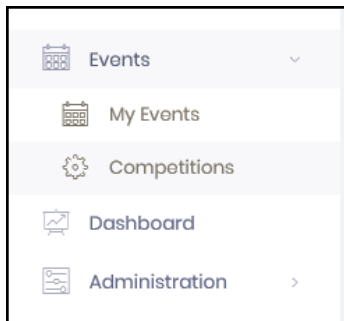 Events
My Events
Competitions
Dashboard
Administration